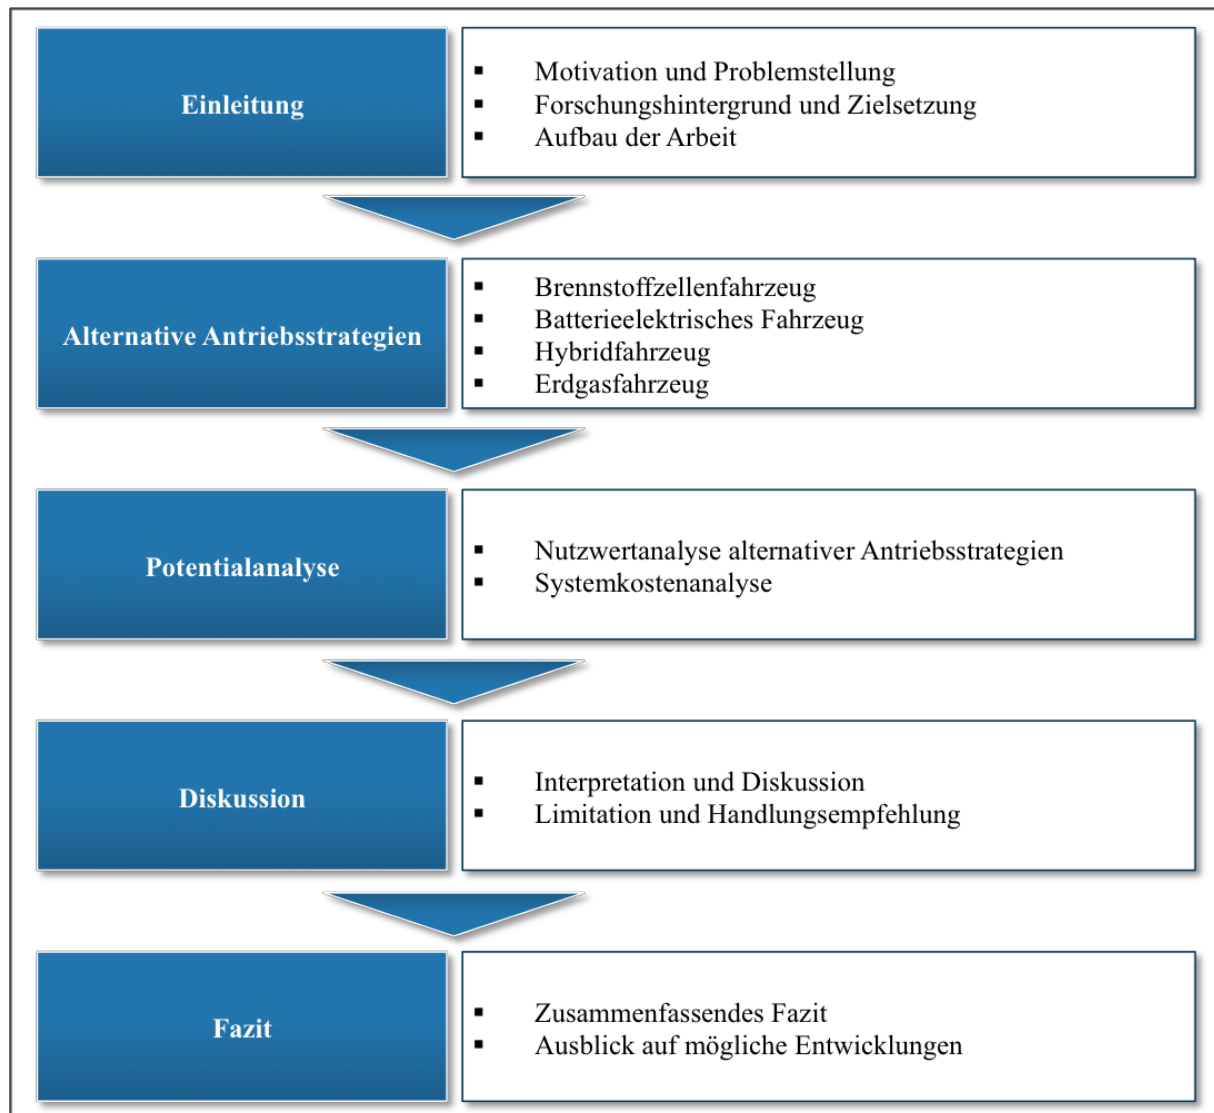 Einleitung
▪ Motivation und Problemstellung
▪ Forschungshintergrund und Zielsetzung
▪ Aufbau der Arbeit
Alternative Antriebsstrategien
▪ Brennstoffzellenfahrzeug
▪ Batterieelektrisches Fahrzeug
▪ Hybridfahrzeug
▪ Erdgasfahrzeug
Potentialanalyse
▪ Nutzwertanalyse alternativer Antriebsstrategien
▪ Systemkostenanalyse
Diskussion
▪ Interpretation und Diskussion
▪ Limitation und Handlungsempfehlung
Fazit
▪ Zusammenfassendes Fazit
▪ Ausblick auf mögliche Entwicklungen